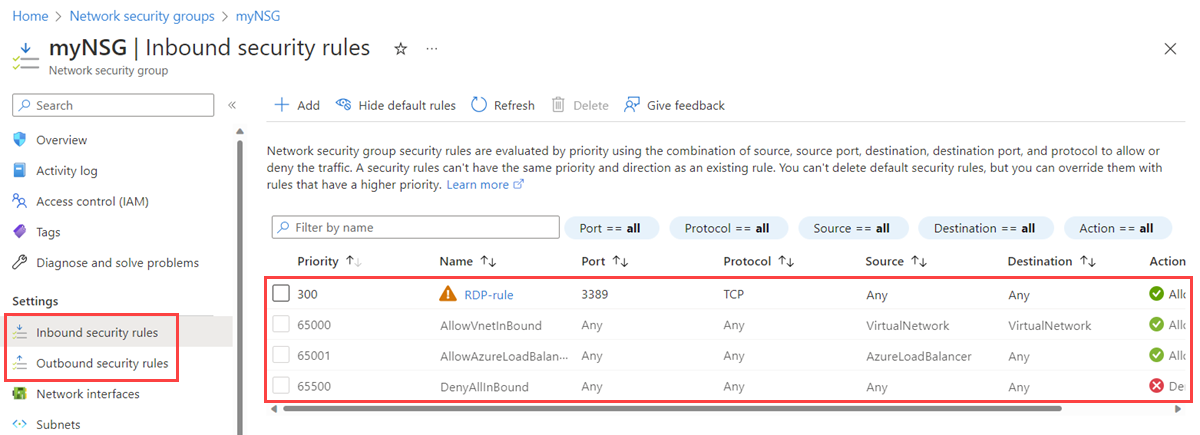 Home > Network security groups > myNSG
myNSG | Inbound security rules ☆ ···
Network security group
Search «
Overview
Activity log
Access control (IAM)
Tags
Diagnose and solve problems
Settings
Inbound security rules
Outbound security rules
Network interfaces
Subnets
+ Add Hide default rules Refresh Delete Give feedback
Network security group security rules are evaluated by priority using the combination of source, source port, destination, destination port, and protocol to allow or
deny the traffic. A security rules can't have the same priority and direction as an existing rule. You can't delete default security rules, but you can override them with
rules that have a higher priority. Learn more
Filter by name Port == all Protocol == all Source == all Destination == all Action == all
Priority ↑↓ Name ↑↓ Port ↑↓ Protocol ↑↓ Source ↑↓ Destination ↑↓ Action
300 RDP-rule 3389 TCP Any Any Allo
65000 AllowVnetInBound Any Any VirtualNetwork VirtualNetwork Allo
65001 AllowAzureLoadBalan... Any Any AzureLoadBalancer Any Allo
65500 DenyAllInBound Any Any Any Any Den